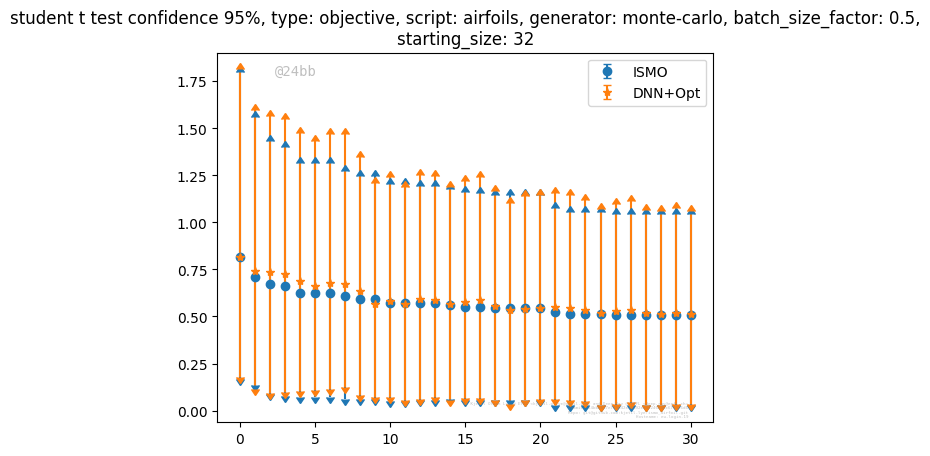 student t test confidence 95%, type: objective, script: airfoils, generator: monte-carlo, batch_size_factor: 0.5,
starting_size: 32
@24bb
ISMO
DNN+Opt
1.75
1.50
1.25
1.00
0.75
0.50
0.25
0.00
0 5 10 15 20 25 30